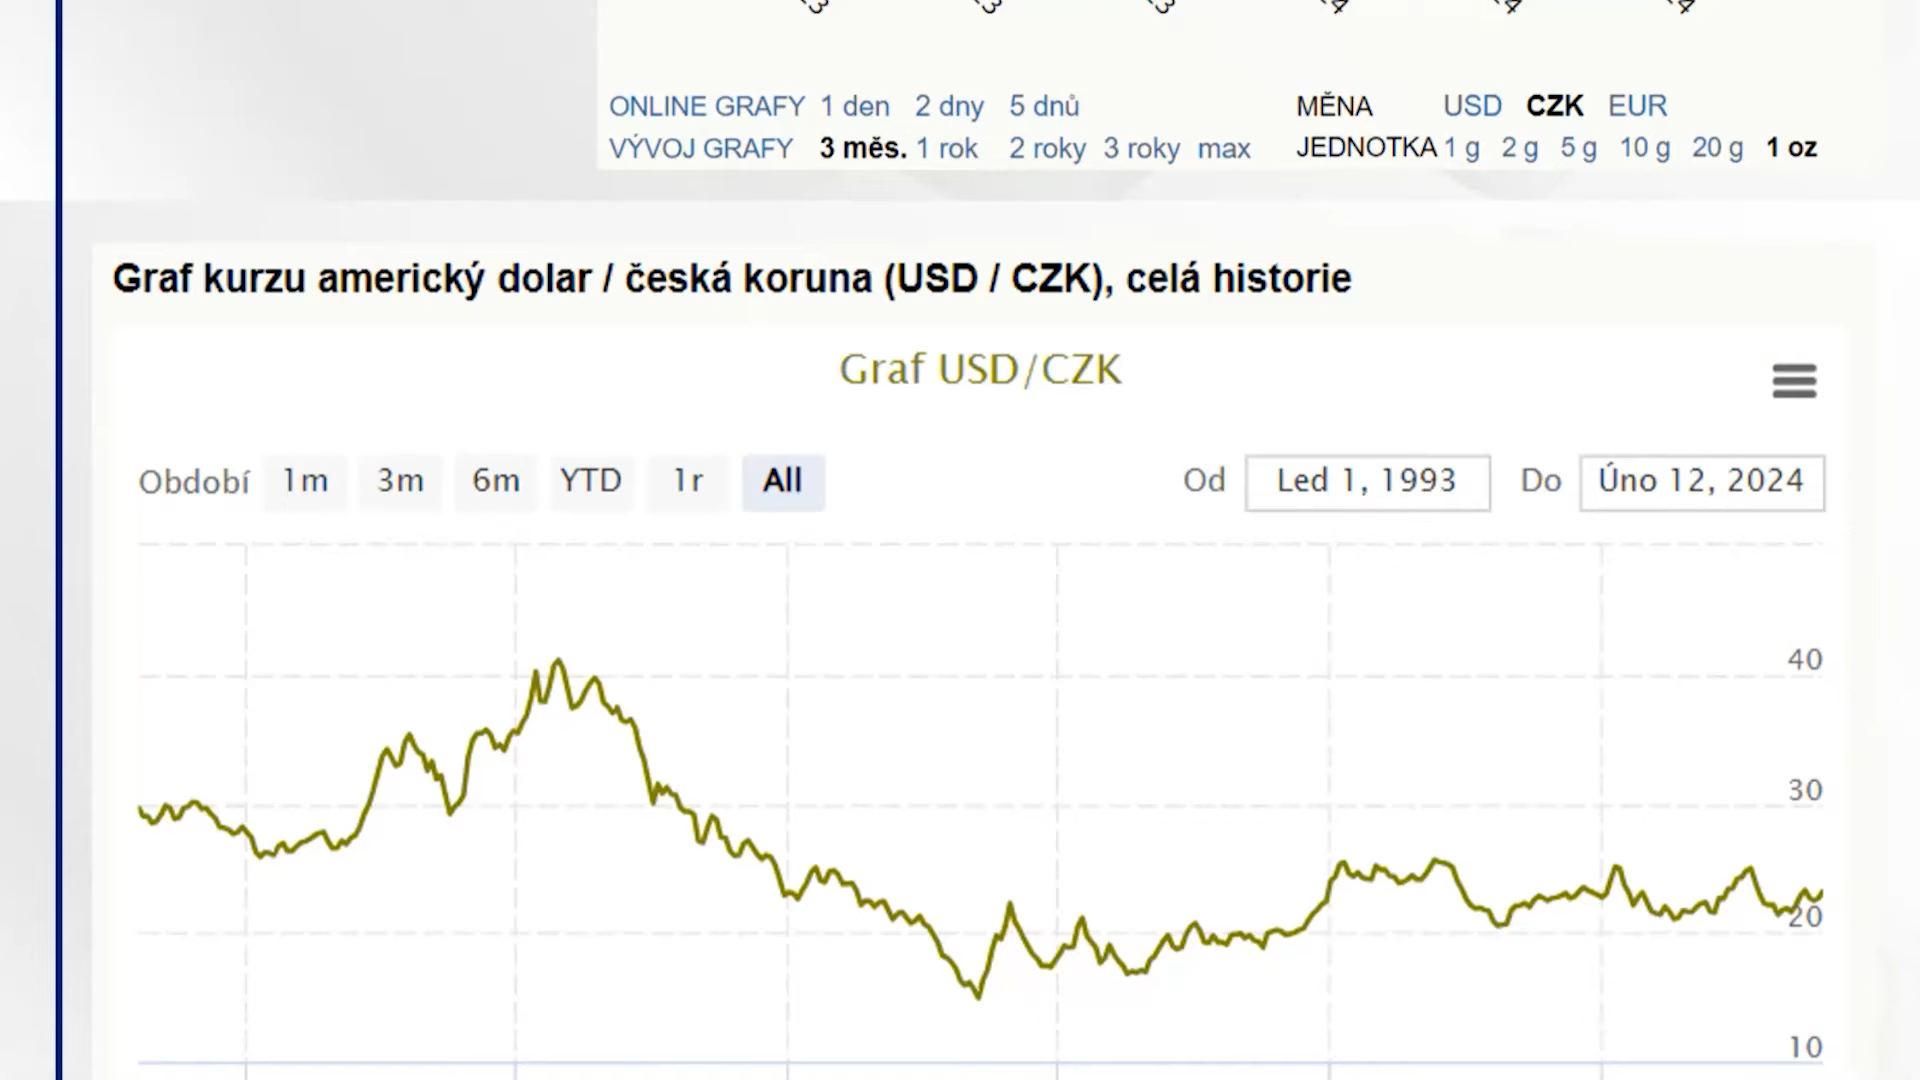 ONLINE GRAFY 1 den 2 dny 5 dnů MĚNA USD CZK EUR
VÝVOJ GRAFY 3 měs. 1 rok 2 roky 3 roky max JEDNOTKA 1 g 2 g 5 g 10 g 20 g 1 oz
Graf kurzu americký dolar / česká koruna (USD / CZK), celá historie
Graf USD/CZK
Období 1m 3m 6m YTD 1r All Od Led 1, 1993 Do Úno 12, 2024
40
30
20
10